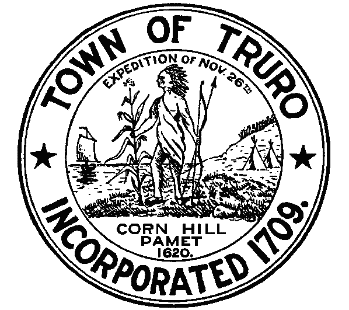 TOWN OF TRURO
EXPEDITION OF NOV. 26TH
CORN HILL
PAMET
1620.
INCORPORATED 1709.